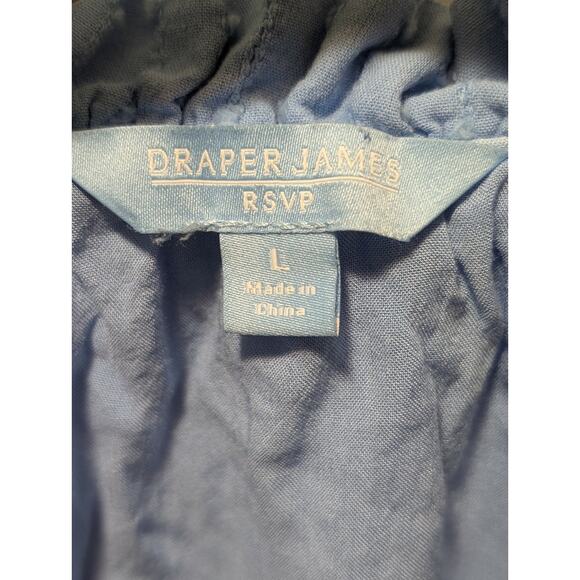 DRAPER JAMES
RSVP
L
Made in
China